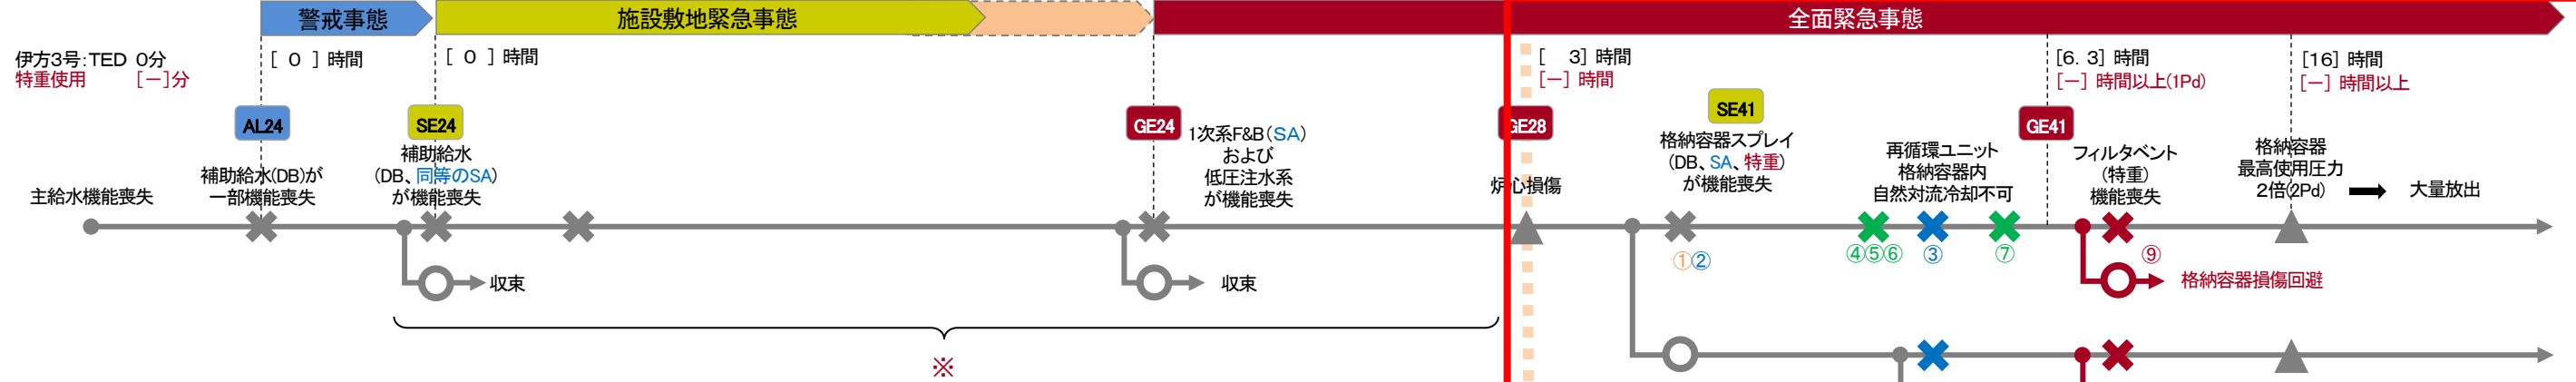 警戒事態
施設敷地緊急事態
全面緊急事態
伊方3号:TED 0分
特重使用 [－]分
[ 0 ] 時間
[ 0 ] 時間
[ 3] 時間
[－] 時間
[6. 3] 時間
[－] 時間以上(1Pd)
[16] 時間
[－] 時間以上
AL24
SE24
GE24
GE28
SE41
GE41
主給水機能喪失
補助給水(DB)が
一部機能喪失
補助給水
(DB、同等のSA)
が機能喪失
1次系F&B(SA)
および
低圧注水系
が機能喪失
炉心損傷
格納容器スプレイ
(DB、SA、特重)
が機能喪失
再循環ユニット
格納容器内
自然対流冷却不可
フィルタベント
(特重)
機能喪失
格納容器
最高使用圧力
2倍(2Pd)
大量放出
①②
④⑤⑥
③
⑦
⑨
収束
収束
格納容器損傷回避
※